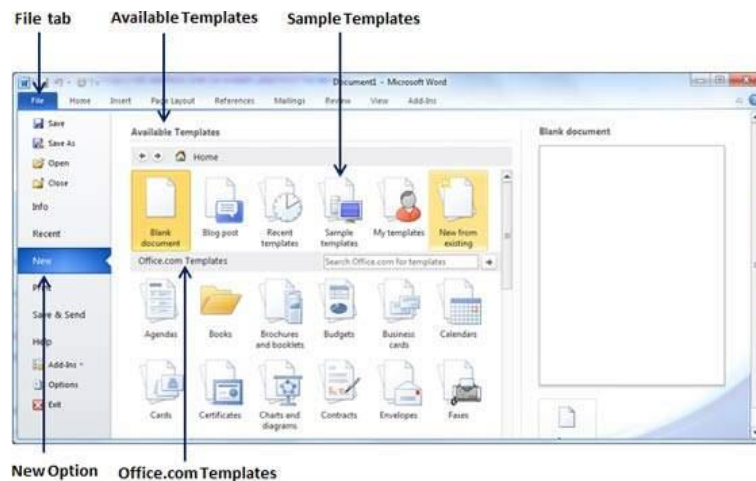 File tab
Available Templates
Sample Templates
Document1 - Microsoft Word
File Home Insert Page Layout References Mailings Review View Add-Ins
Save
Save As
Open
Close
Info
Recent
New
Print
Save & Send
Help
Add-Ins
Options
Exit
Available Templates
Home
Blank document
Blog post
Recent templates
Sample templates
My templates
New from existing
Office.com Templates
Search Office.com for templates
Agendas
Books
Brochures and booklets
Budgets
Business cards
Calendars
Cards
Certificates
Charts and diagrams
Contracts
Envelopes
Faxes
Blank document
New Option
Office.com Templates